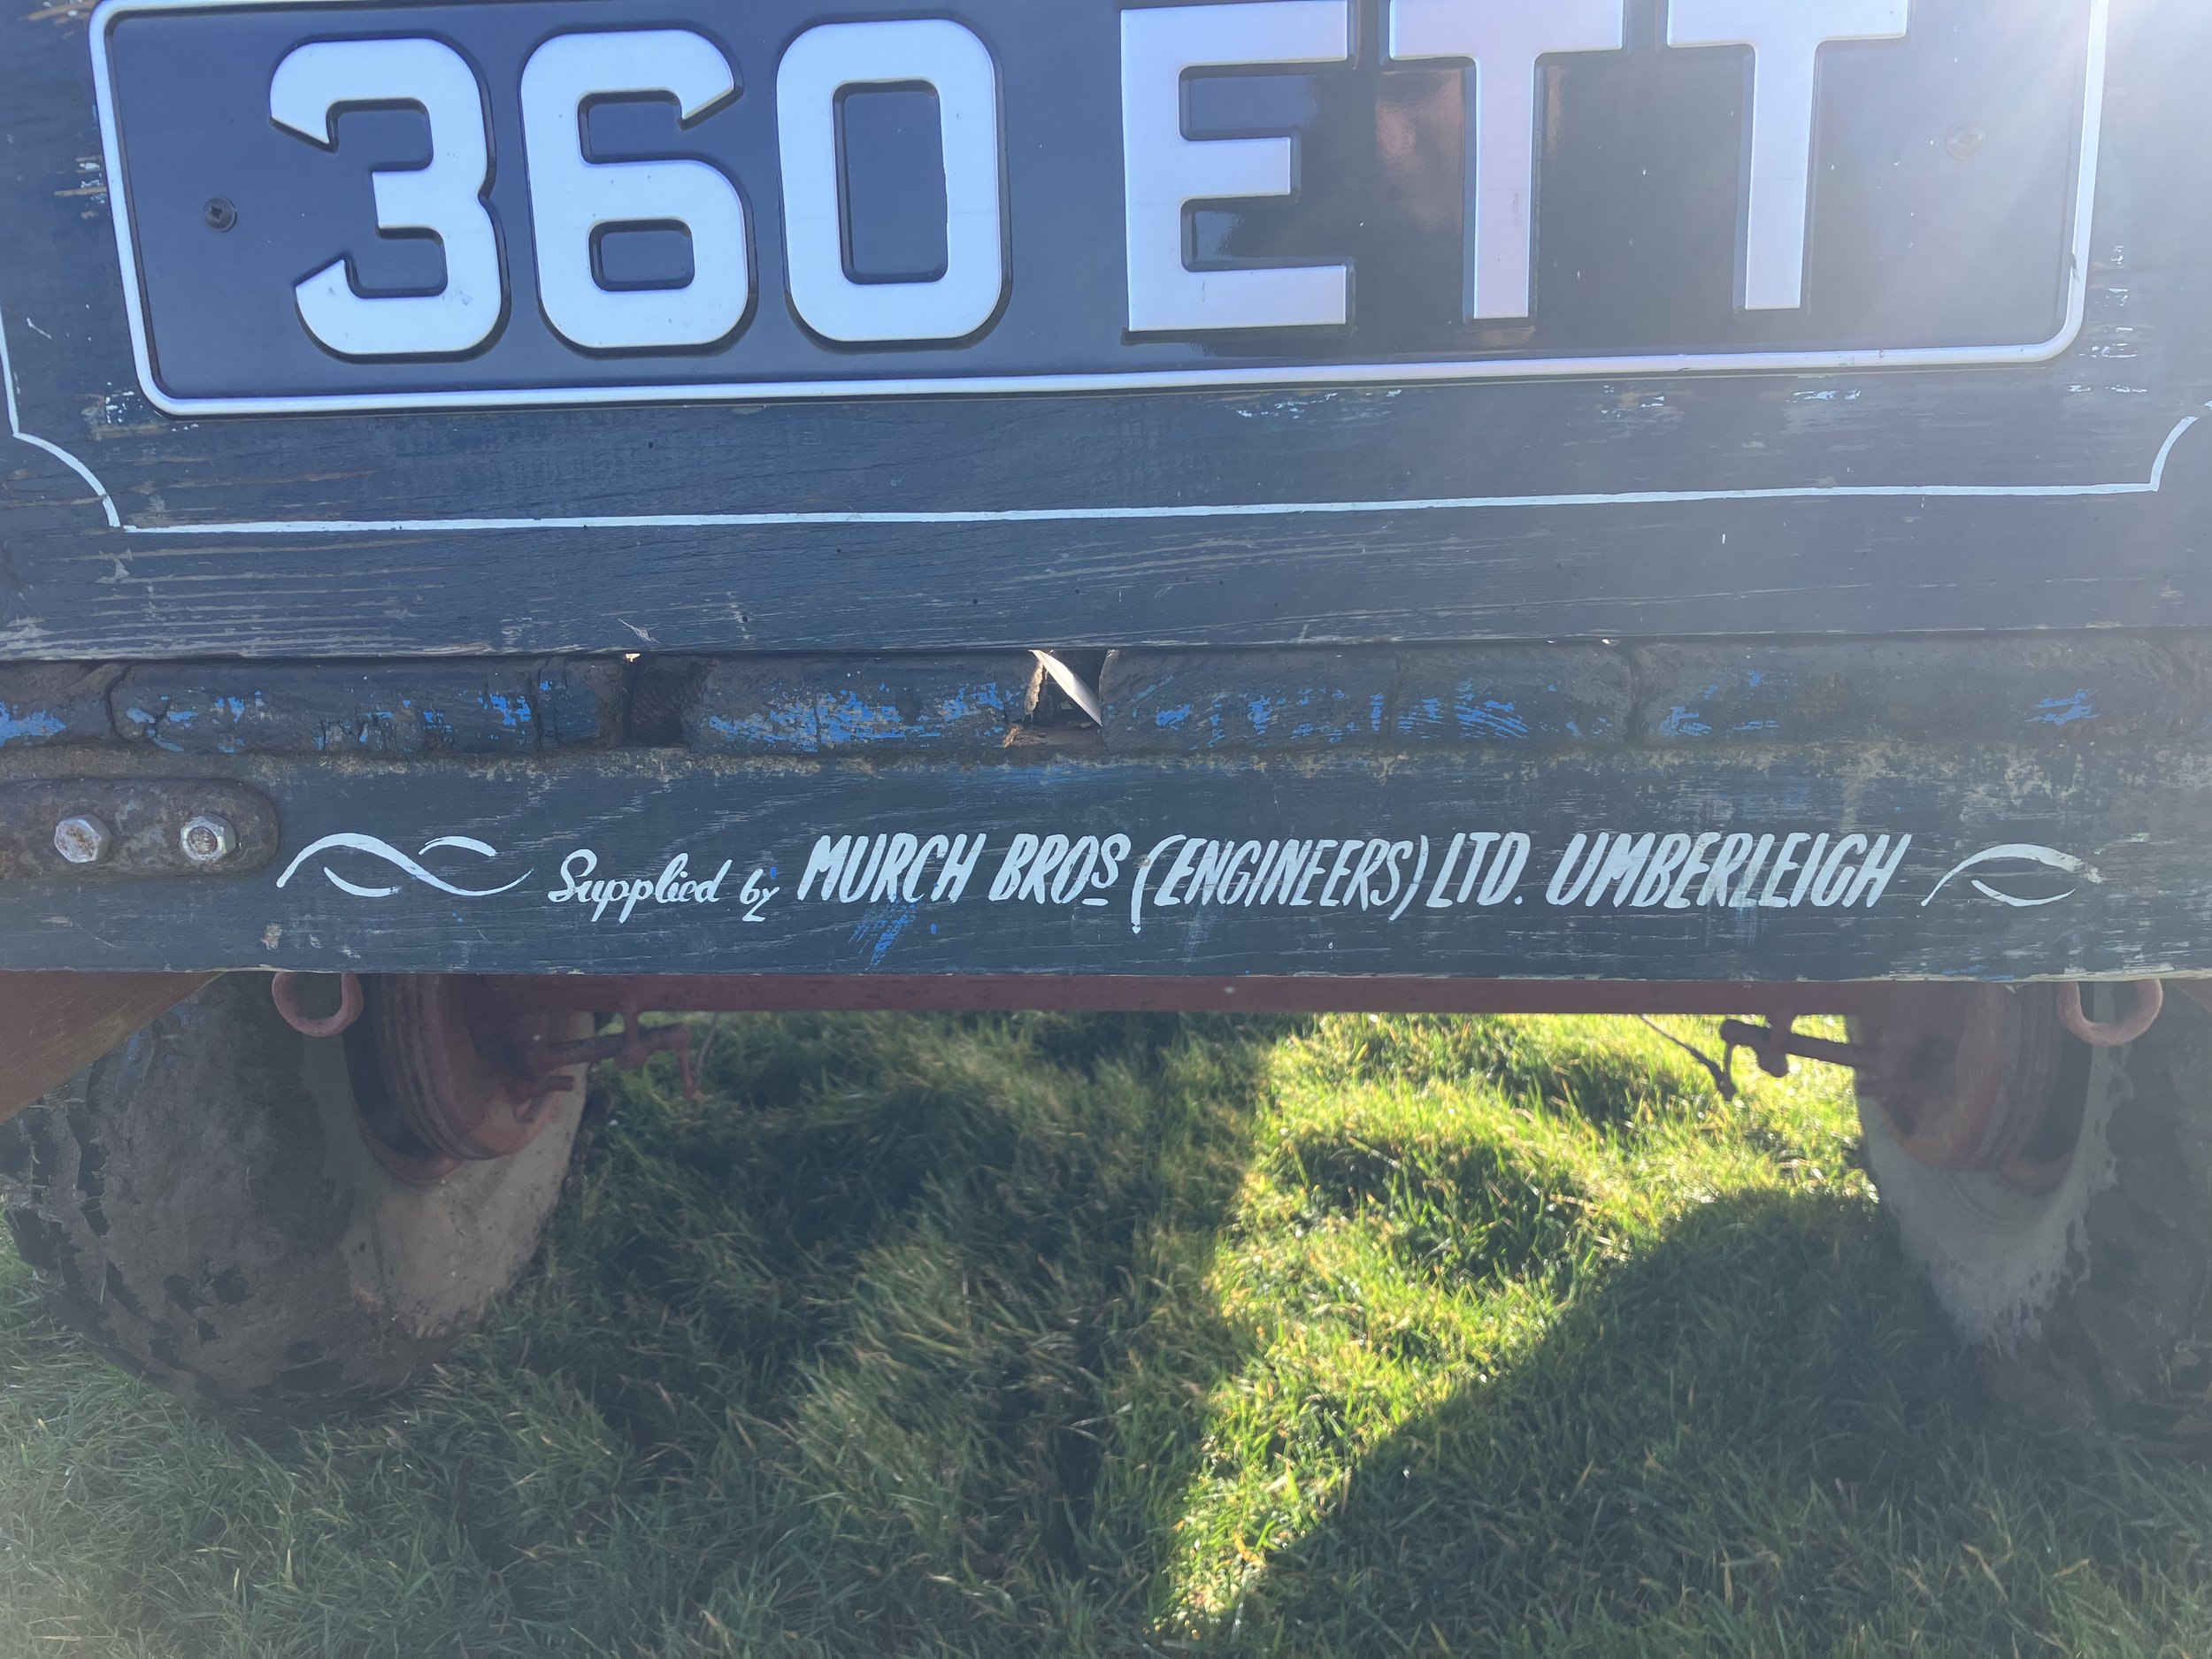 360 ETT
Supplied by MURCH BROS (ENGINEERS) LTD. UMBERLEIGH